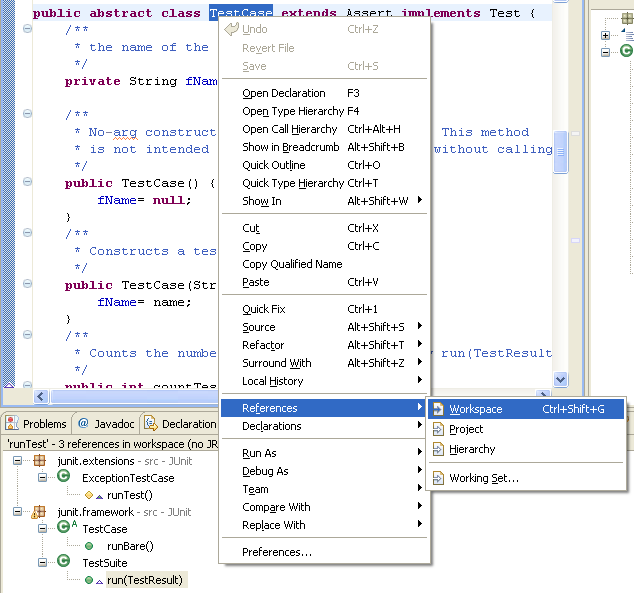 public abstract class TestCase extends Assert implements Test {
/**
* the name of the
*/
private String fNam
/**
* No-arg construct This method
* is not intended without calling
*/
public TestCase() {
fName= null;
}
/**
* Constructs a tes
*/
public TestCase(Str
fName= name;
}
/**
* Counts the numbe run(TestResult
*/
public int countTest
Undo Ctrl+Z
Revert File
Save Ctrl+S
Open Declaration F3
Open Type Hierarchy F4
Open Call Hierarchy Ctrl+Alt+H
Show in Breadcrumb Alt+Shift+B
Quick Outline Ctrl+O
Quick Type Hierarchy Ctrl+T
Show In Alt+Shift+W
Cut Ctrl+X
Copy Ctrl+C
Copy Qualified Name
Paste Ctrl+V
Quick Fix Ctrl+1
Source Alt+Shift+S
Refactor Alt+Shift+T
Surround With Alt+Shift+Z
Local History
References
Declarations
Run As
Debug As
Team
Compare With
Replace With
Preferences...
Workspace Ctrl+Shift+G
Project
Hierarchy
Working Set...
Problems @ Javadoc Declaration
'runTest' - 3 references in workspace (no JR
junit.extensions - src - JUnit
ExceptionTestCase
runTest()
junit.framework - src - JUnit
TestCase
runBare()
TestSuite
run(TestResult)